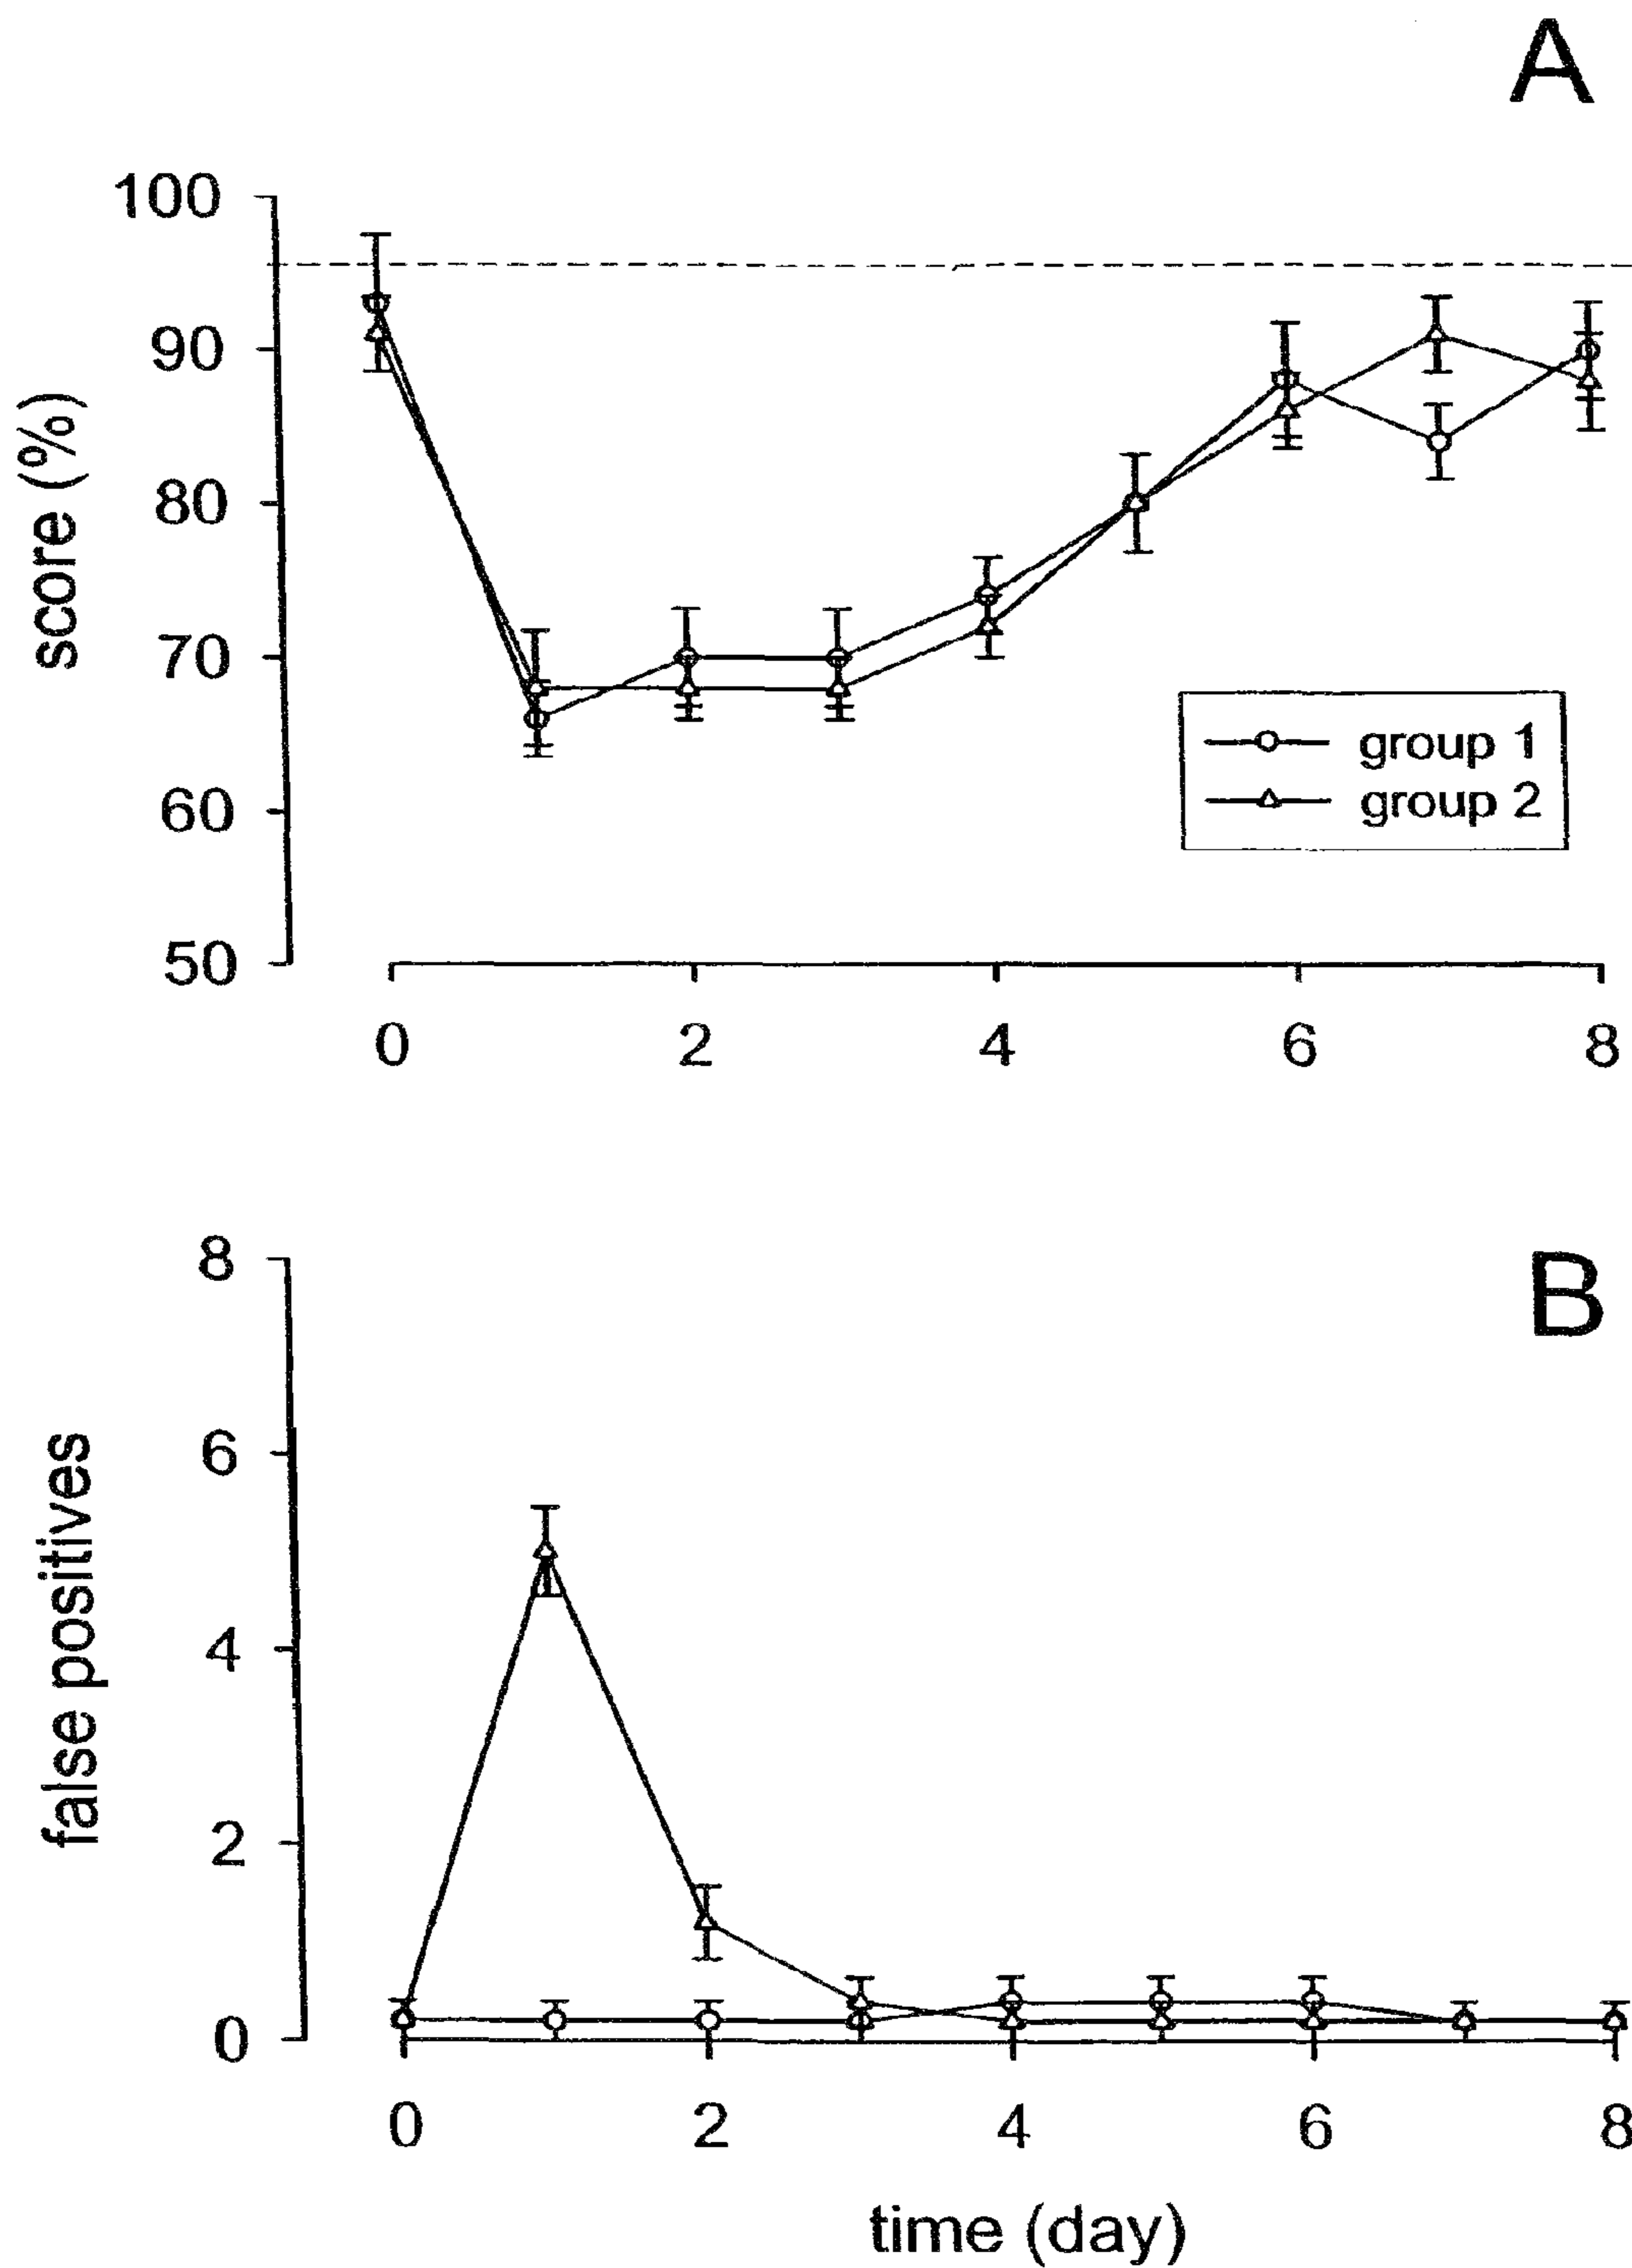 A
100
90
80
70
60
50
score (%)
group 1
group 2
0 2 4 6 8
B
8
6
4
2
0
false positives
0 2 4 6 8
time (day)